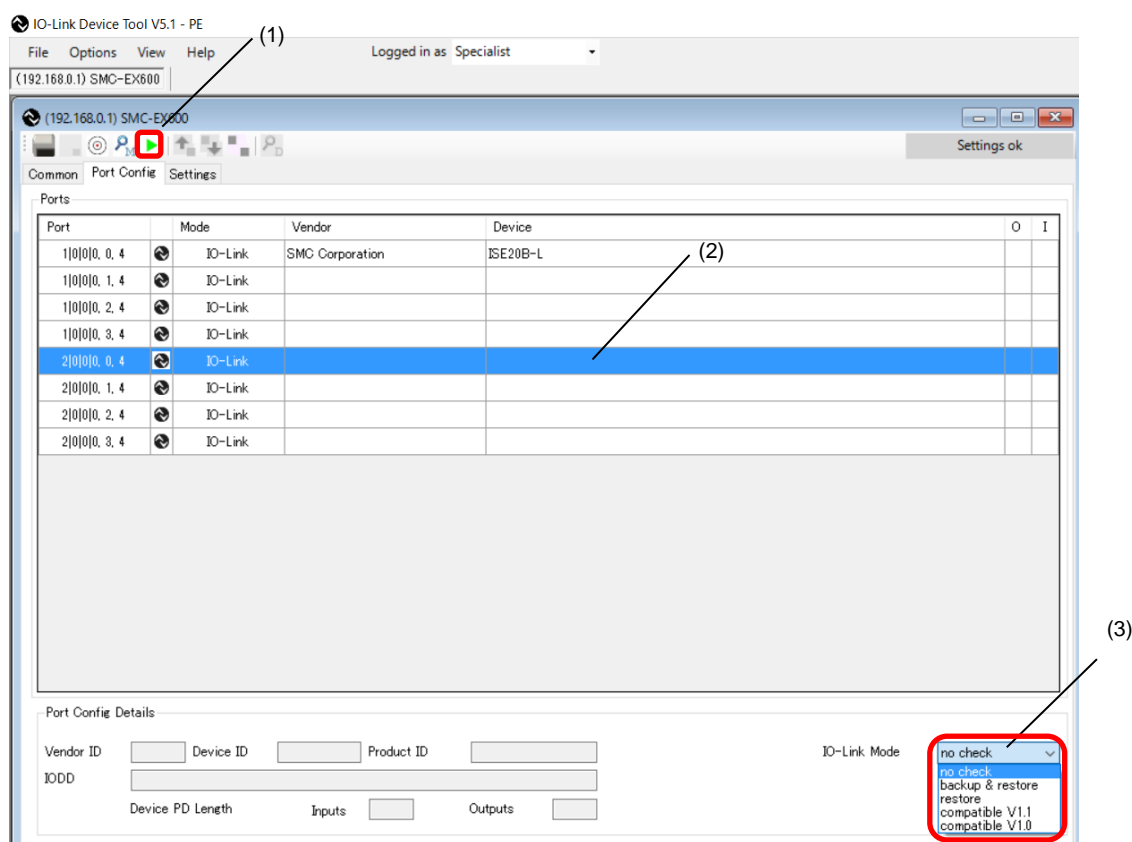 IO-Link Device Tool V5.1 - PE
(1)
File Options View Help Logged in as Specialist
(192.168.0.1) SMC-EX600
(192.168.0.1) SMC-EX600
M D Settings ok
Common Port Config Settings
Ports
Port Mode Vendor Device O I
1|0|0|0, 0, 4 IO-Link SMC Corporation ISE20B-L
(2)
1|0|0|0, 1, 4 IO-Link
1|0|0|0, 2, 4 IO-Link
1|0|0|0, 3, 4 IO-Link
2|0|0|0, 0, 4 IO-Link
2|0|0|0, 1, 4 IO-Link
2|0|0|0, 2, 4 IO-Link
2|0|0|0, 3, 4 IO-Link
(3)
Port Config Details
Vendor ID Device ID Product ID IO-Link Mode no check
IODD
Device PD Length Inputs Outputs
no check
backup & restore
restore
compatible V1.1
compatible V1.0